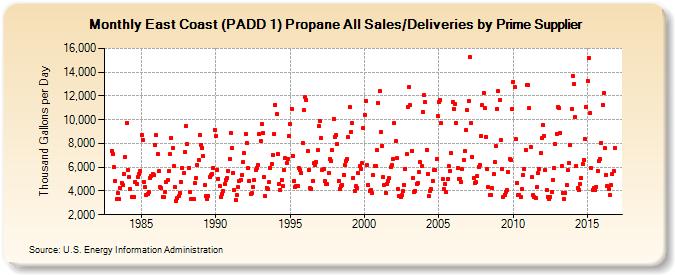 Monthly East Coast (PADD 1) Propane All Sales/Deliveries by Prime Supplier
Thousand Gallons per Day
16,000
14,000
12,000
10,000
8,000
6,000
4,000
2,000
1985 1990 1995 2000 2005 2010 2015
Source: U.S. Energy Information Administration